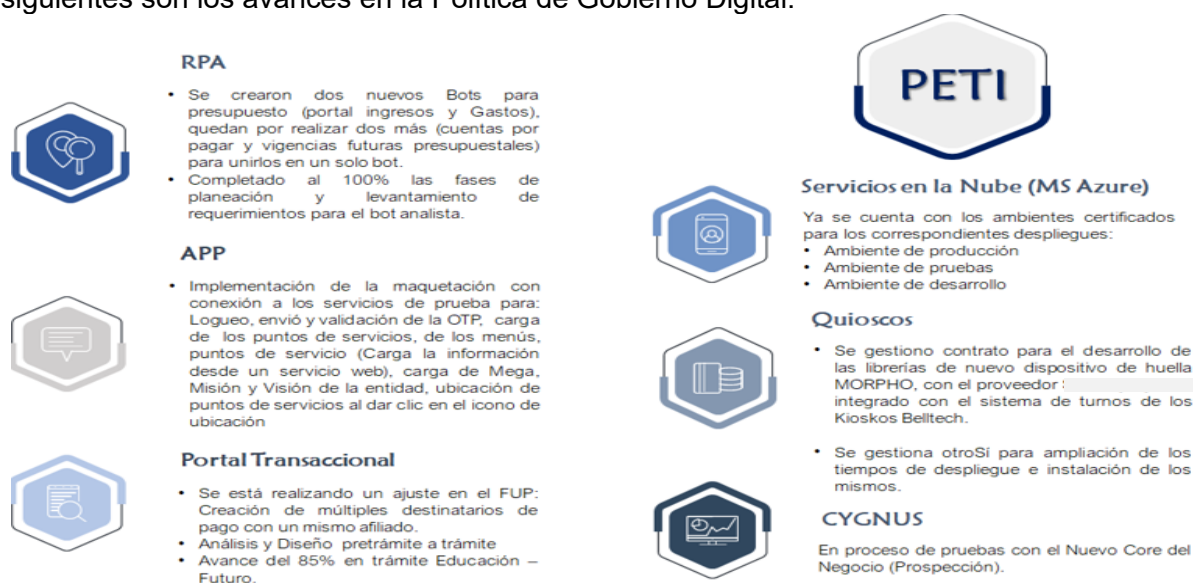 siguientes son los avances en la Política de Gobierno Digital:
RPA
• Se crearon dos nuevos Bots para
presupuesto (portal ingresos y Gastos),
quedan por realizar dos más (cuentas por
pagar y vigencias futuras presupuestales)
para unirlos en un solo bot.
• Completado al 100% las fases de
planeación y levantamiento de
requerimientos para el bot analista.
APP
• Implementación de la maquetación con
conexión a los servicios de prueba para:
Logueo, envió y validación de la OTP, carga
de los puntos de servicios, de los menús,
puntos de servicio (Carga la información
desde un servicio web), carga de Mega,
Misión y Visión de la entidad, ubicación de
puntos de servicios al dar clic en el icono de
ubicación
Portal Transaccional
• Se está realizando un ajuste en el FUP:
Creación de múltiples destinatarios de
pago con un mismo afiliado.
• Análisis y Diseño pretrámite a trámite
• Avance del 85% en trámite Educación –
Futuro.
PETI
Servicios en la Nube (MS Azure)
Ya se cuenta con los ambientes certificados
para los correspondientes despliegues:
• Ambiente de producción
• Ambiente de pruebas
• Ambiente de desarrollo
Quioscos
• Se gestiono contrato para el desarrollo de
las librerías de nuevo dispositivo de huella
MORPHO, con el proveedor
integrado con el sistema de turnos de los
Kioskos Belltech.
• Se gestiona otroSí para ampliación de los
tiempos de despliegue e instalación de los
mismos.
CYGNUS
En proceso de pruebas con el Nuevo Core del
Negocio (Prospección).